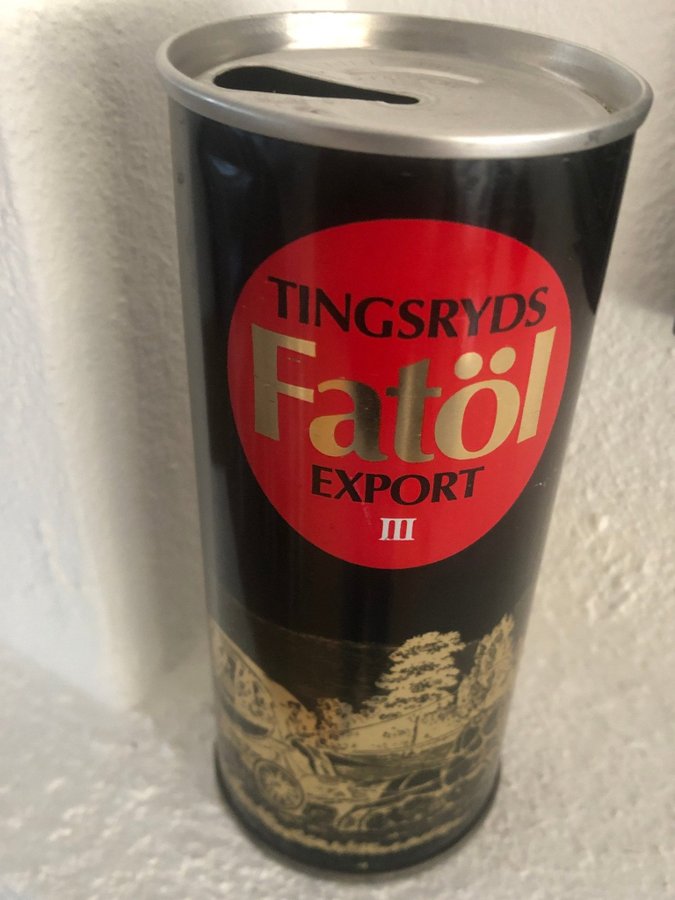 TINGSRYDS
Fatöl
EXPORT
III